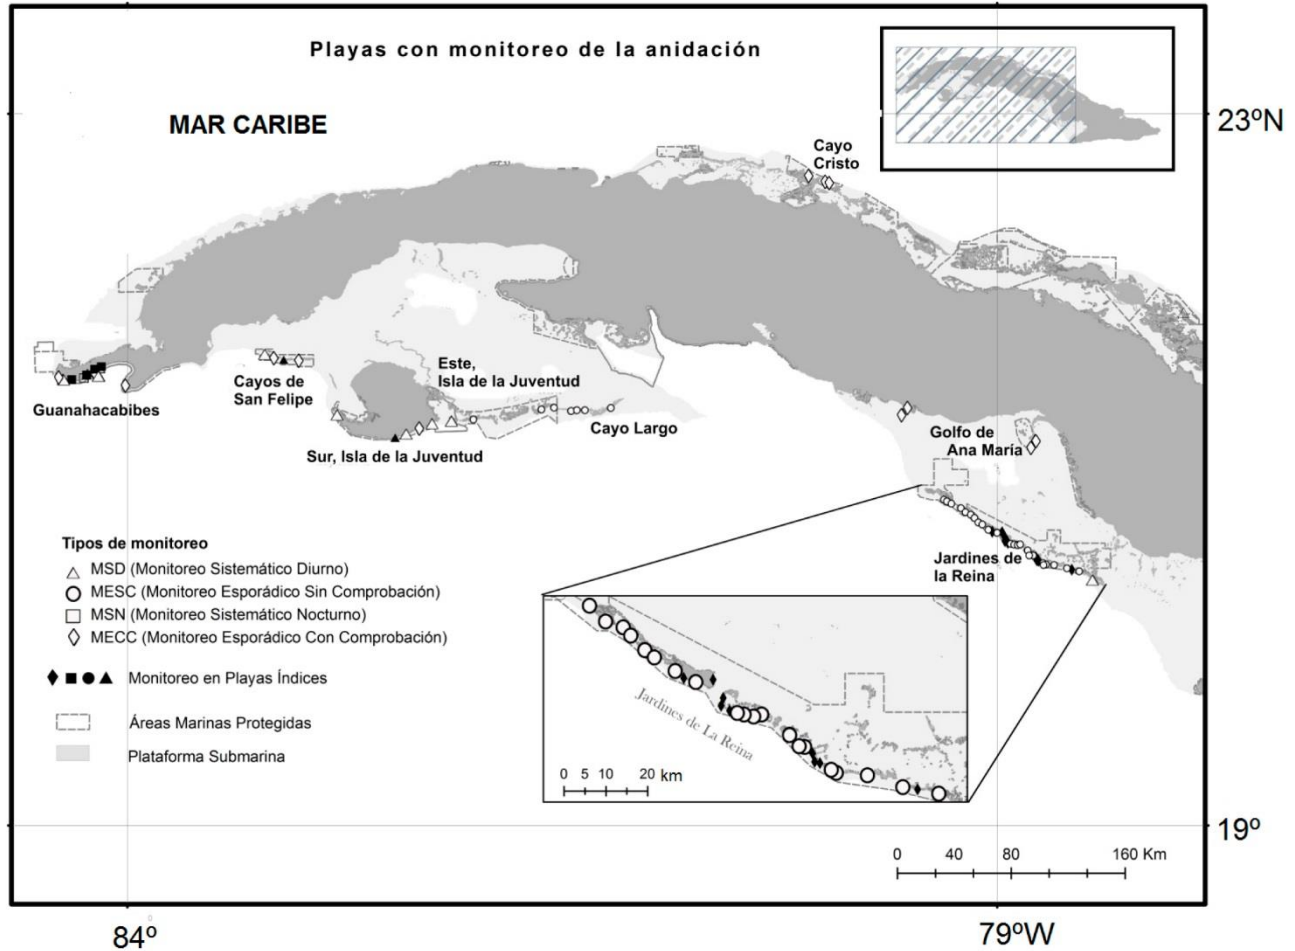 Playas con monitoreo de la anidación
MAR CARIBE
23ºN
Cayo
Cristo
Este,
Isla de la Juventud
Cayos de
San Felipe
Guanahacabibes
Cayo Largo
Golfo de
Ana María
Sur, Isla de la Juventud
Tipos de monitoreo
MSD (Monitoreo Sistemático Diurno)
MESC (Monitoreo Esporádico Sin Comprobación)
MSN (Monitoreo Sistemático Nocturno)
MECC (Monitoreo Esporádico Con Comprobación)
Monitoreo en Playas Índices
Áreas Marinas Protegidas
Plataforma Submarina
Jardines de
la Reina
Jardines de La Reina
0 5 10 20 km
19º
0 40 80 160 Km
84º
79ºW